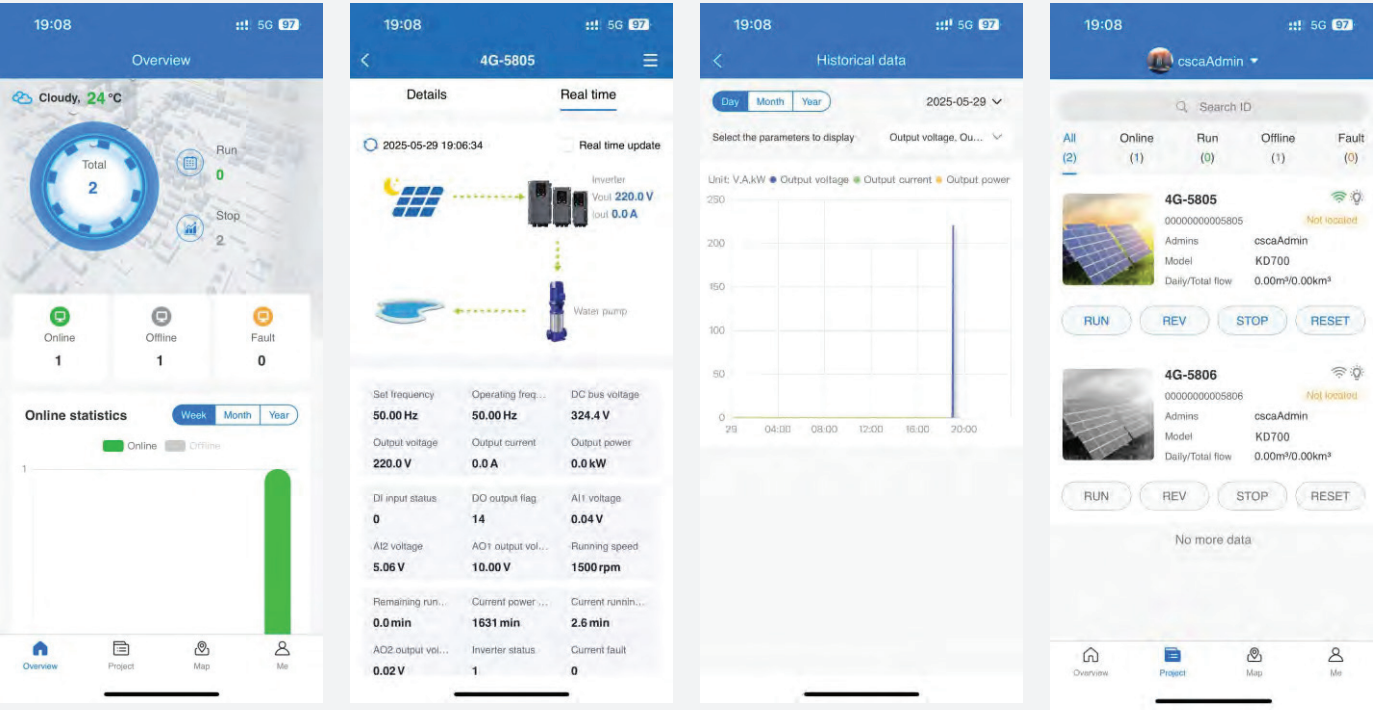 19:08
5G 97
Overview
Cloudy, 24 °C
Total
2
Run
0
Stop
2
Online
1
Offline
1
Fault
0
Online statistics
Week Month Year
Online Offline
1
Overview Project Map Me
19:08
5G 97
4G-5805
Details Real time
2025-05-29 19:06:34 Real time update
Inverter
Vout 220.0 V
Iout 0.0 A
Water pump
Set frequency Operating freq... DC bus voltage
50.00 Hz 50.00 Hz 324.4 V
Output voltage Output current Output power
220.0 V 0.0 A 0.0 kW
DI input status DO output flag AI1 voltage
0 14 0.04 V
AI2 voltage AO1 output vol... Running speed
5.06 V 10.00 V 1500 rpm
Remaining run... Current power ... Current runnin...
0.0 min 1631 min 2.6 min
AO2 output vol... Inverter status Current fault
0.02 V 1 0
19:08
5G 97
Historical data
Day Month Year 2025-05-29
Select the parameters to display Output voltage, Ou...
Unit: V,A,kW Output voltage Output current Output power
250
200
150
100
50
0
29 04:00 08:00 12:00 16:00 20:00
19:08
5G 97
cscaAdmin
Search ID
All Online Run Offline Fault
(2) (1) (0) (1) (0)
4G-5805
00000000005805 Not located
Admins cscaAdmin
Model KD700
Daily/Total flow 0.00m³/0.00km³
RUN REV STOP RESET
4G-5806
00000000005806 Not located
Admins cscaAdmin
Model KD700
Daily/Total flow 0.00m³/0.00km³
RUN REV STOP RESET
No more data
Overview Project Map Me